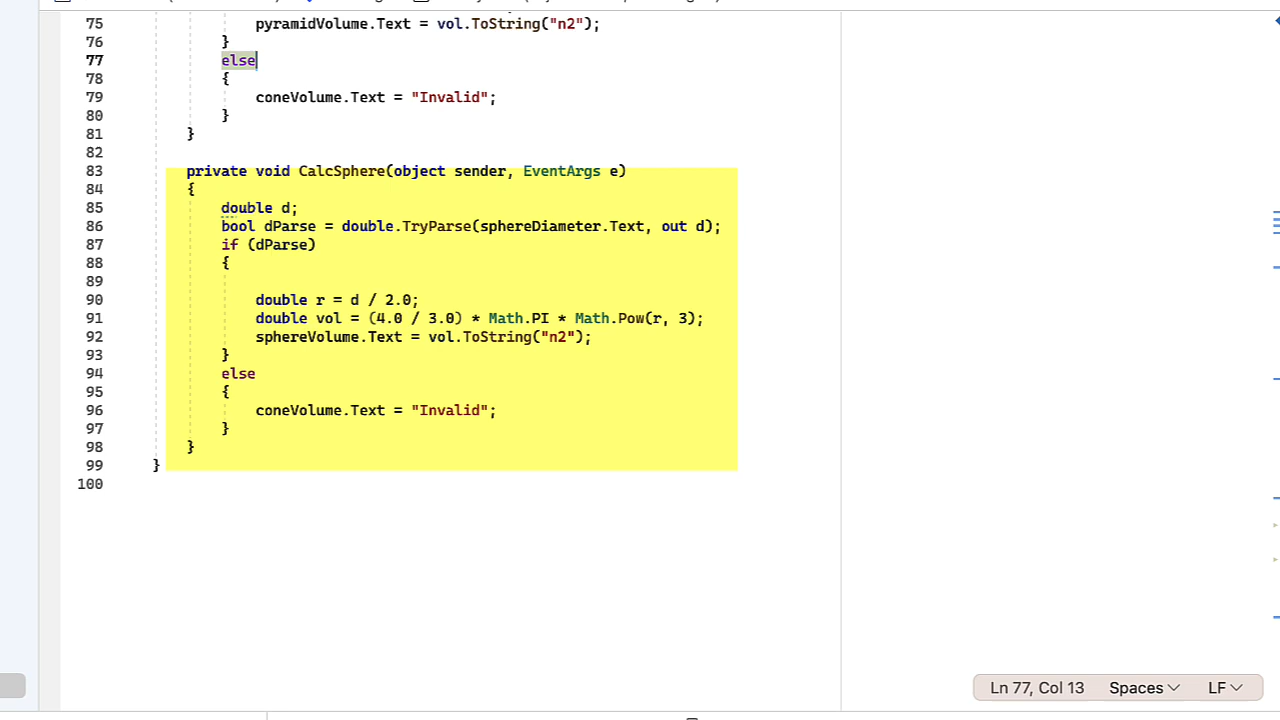 75 pyramidVolume.Text = vol.ToString("n2");
76 }
77 else
78 {
79 coneVolume.Text = "Invalid";
80 }
81 }
82
83 private void CalcSphere(object sender, EventArgs e)
84 {
85 double d;
86 bool dParse = double.TryParse(sphereDiameter.Text, out d);
87 if (dParse)
88 {
89
90 double r = d / 2.0;
91 double vol = (4.0 / 3.0) * Math.PI * Math.Pow(r, 3);
92 sphereVolume.Text = vol.ToString("n2");
93 }
94 else
95 {
96 coneVolume.Text = "Invalid";
97 }
98 }
99 }
100
Ln 77, Col 13 Spaces LF